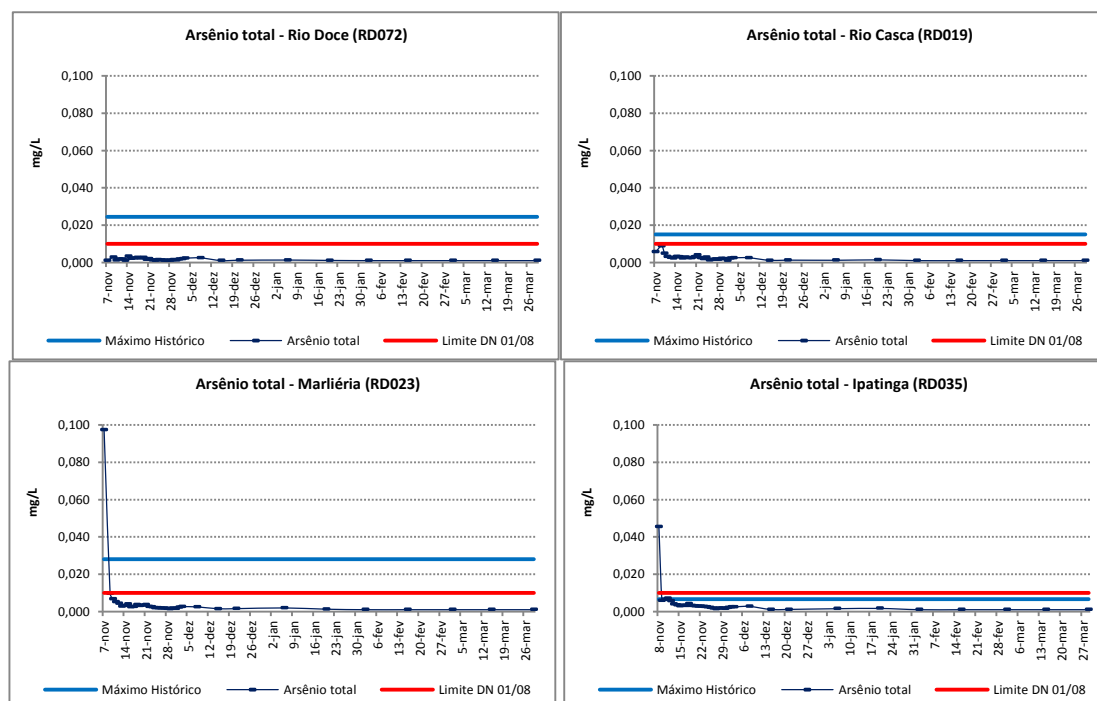 Arsênio total - Rio Doce (RD072)
0,100
0,080
0,060
0,040
0,020
0,000
mg/L
7-nov
14-nov
21-nov
28-nov
5-dez
12-dez
19-dez
26-dez
2-jan
9-jan
16-jan
23-jan
30-jan
6-fev
13-fev
20-fev
27-fev
5-mar
12-mar
19-mar
26-mar
Máximo Histórico Arsênio total Limite DN 01/08
Arsênio total - Rio Casca (RD019)
0,100
0,080
0,060
0,040
0,020
0,000
mg/L
7-nov
14-nov
21-nov
28-nov
5-dez
12-dez
19-dez
26-dez
2-jan
9-jan
16-jan
23-jan
30-jan
6-fev
13-fev
20-fev
27-fev
5-mar
12-mar
19-mar
26-mar
Máximo Histórico Arsênio total Limite DN 01/08
Arsênio total - Marliéria (RD023)
0,100
0,080
0,060
0,040
0,020
0,000
mg/L
7-nov
14-nov
21-nov
28-nov
5-dez
12-dez
19-dez
26-dez
2-jan
9-jan
16-jan
23-jan
30-jan
6-fev
13-fev
20-fev
27-fev
5-mar
12-mar
19-mar
26-mar
Máximo Histórico Arsênio total Limite DN 01/08
Arsênio total - Ipatinga (RD035)
0,100
0,080
0,060
0,040
0,020
0,000
mg/L
8-nov
15-nov
22-nov
29-nov
6-dez
13-dez
20-dez
27-dez
3-jan
10-jan
17-jan
24-jan
31-jan
7-fev
14-fev
21-fev
28-fev
6-mar
13-mar
20-mar
27-mar
Máximo Histórico Arsênio total Limite DN 01/08